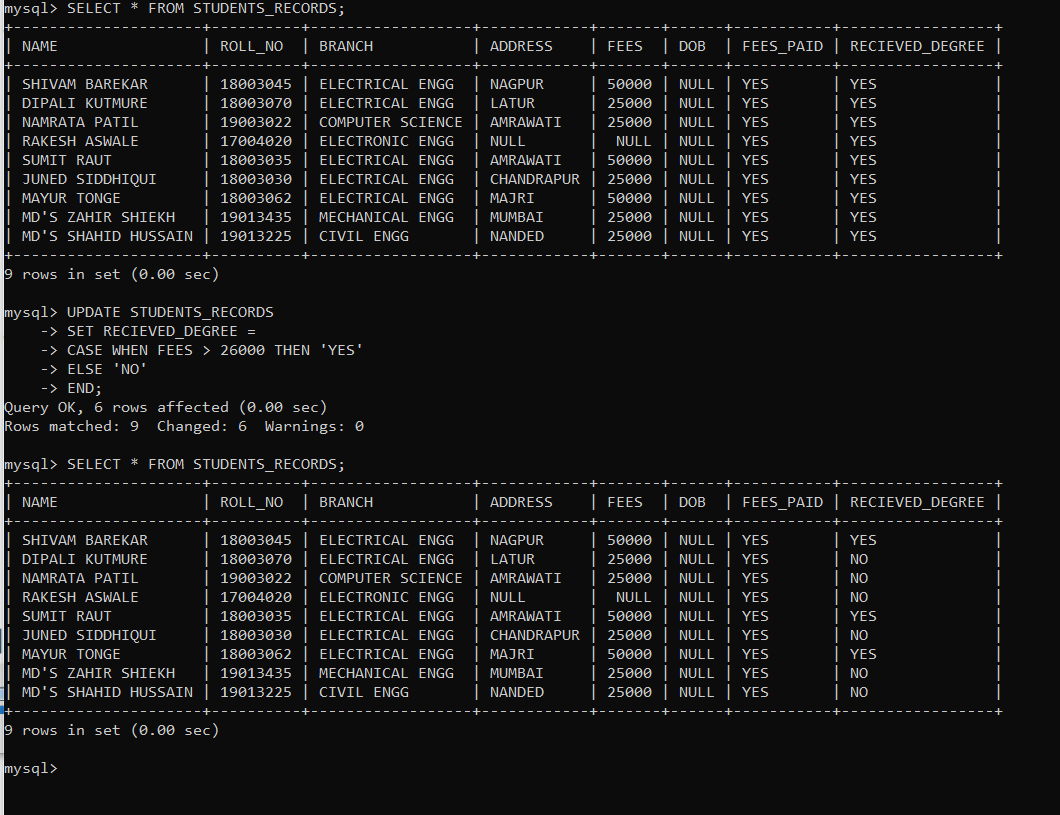 mysql> SELECT * FROM STUDENTS_RECORDS;
+---------------------+----------+------------------+------------+-------+------+-----------+-----------------+
| NAME                | ROLL_NO  | BRANCH           | ADDRESS    | FEES  | DOB  | FEES_PAID | RECIEVED_DEGREE |
+---------------------+----------+------------------+------------+-------+------+-----------+-----------------+
| SHIVAM BAREKAR      | 18003045 | ELECTRICAL ENGG  | NAGPUR     | 50000 | NULL | YES       | YES             |
| DIPALI KUTMURE      | 18003070 | ELECTRICAL ENGG  | LATUR      | 25000 | NULL | YES       | YES             |
| NAMRATA PATIL       | 19003022 | COMPUTER SCIENCE | AMRAWATI   | 25000 | NULL | YES       | YES             |
| RAKESH ASWALE       | 17004020 | ELECTRONIC ENGG  | NULL       |  NULL | NULL | YES       | YES             |
| SUMIT RAUT          | 18003035 | ELECTRICAL ENGG  | AMRAWATI   | 50000 | NULL | YES       | YES             |
| JUNED SIDDHIQUI     | 18003030 | ELECTRICAL ENGG  | CHANDRAPUR | 25000 | NULL | YES       | YES             |
| MAYUR TONGE         | 18003062 | ELECTRICAL ENGG  | MAJRI      | 50000 | NULL | YES       | YES             |
| MD'S ZAHIR SHIEKH   | 19013435 | MECHANICAL ENGG  | MUMBAI     | 25000 | NULL | YES       | YES             |
| MD'S SHAHID HUSSAIN | 19013225 | CIVIL ENGG       | NANDED     | 25000 | NULL | YES       | YES             |
+---------------------+----------+------------------+------------+-------+------+-----------+-----------------+
9 rows in set (0.00 sec)

mysql> UPDATE STUDENTS_RECORDS
    -> SET RECIEVED_DEGREE =
    -> CASE WHEN FEES > 26000 THEN 'YES'
    -> ELSE 'NO'
    -> END;
Query OK, 6 rows affected (0.00 sec)
Rows matched: 9  Changed: 6  Warnings: 0

mysql> SELECT * FROM STUDENTS_RECORDS;
+---------------------+----------+------------------+------------+-------+------+-----------+-----------------+
| NAME                | ROLL_NO  | BRANCH           | ADDRESS    | FEES  | DOB  | FEES_PAID | RECIEVED_DEGREE |
+---------------------+----------+------------------+------------+-------+------+-----------+-----------------+
| SHIVAM BAREKAR      | 18003045 | ELECTRICAL ENGG  | NAGPUR     | 50000 | NULL | YES       | YES             |
| DIPALI KUTMURE      | 18003070 | ELECTRICAL ENGG  | LATUR      | 25000 | NULL | YES       | NO              |
| NAMRATA PATIL       | 19003022 | COMPUTER SCIENCE | AMRAWATI   | 25000 | NULL | YES       | NO              |
| RAKESH ASWALE       | 17004020 | ELECTRONIC ENGG  | NULL       |  NULL | NULL | YES       | NO              |
| SUMIT RAUT          | 18003035 | ELECTRICAL ENGG  | AMRAWATI   | 50000 | NULL | YES       | YES             |
| JUNED SIDDHIQUI     | 18003030 | ELECTRICAL ENGG  | CHANDRAPUR | 25000 | NULL | YES       | NO              |
| MAYUR TONGE         | 18003062 | ELECTRICAL ENGG  | MAJRI      | 50000 | NULL | YES       | YES             |
| MD'S ZAHIR SHIEKH   | 19013435 | MECHANICAL ENGG  | MUMBAI     | 25000 | NULL | YES       | NO              |
| MD'S SHAHID HUSSAIN | 19013225 | CIVIL ENGG       | NANDED     | 25000 | NULL | YES       | NO              |
+---------------------+----------+------------------+------------+-------+------+-----------+-----------------+
9 rows in set (0.00 sec)

mysql>